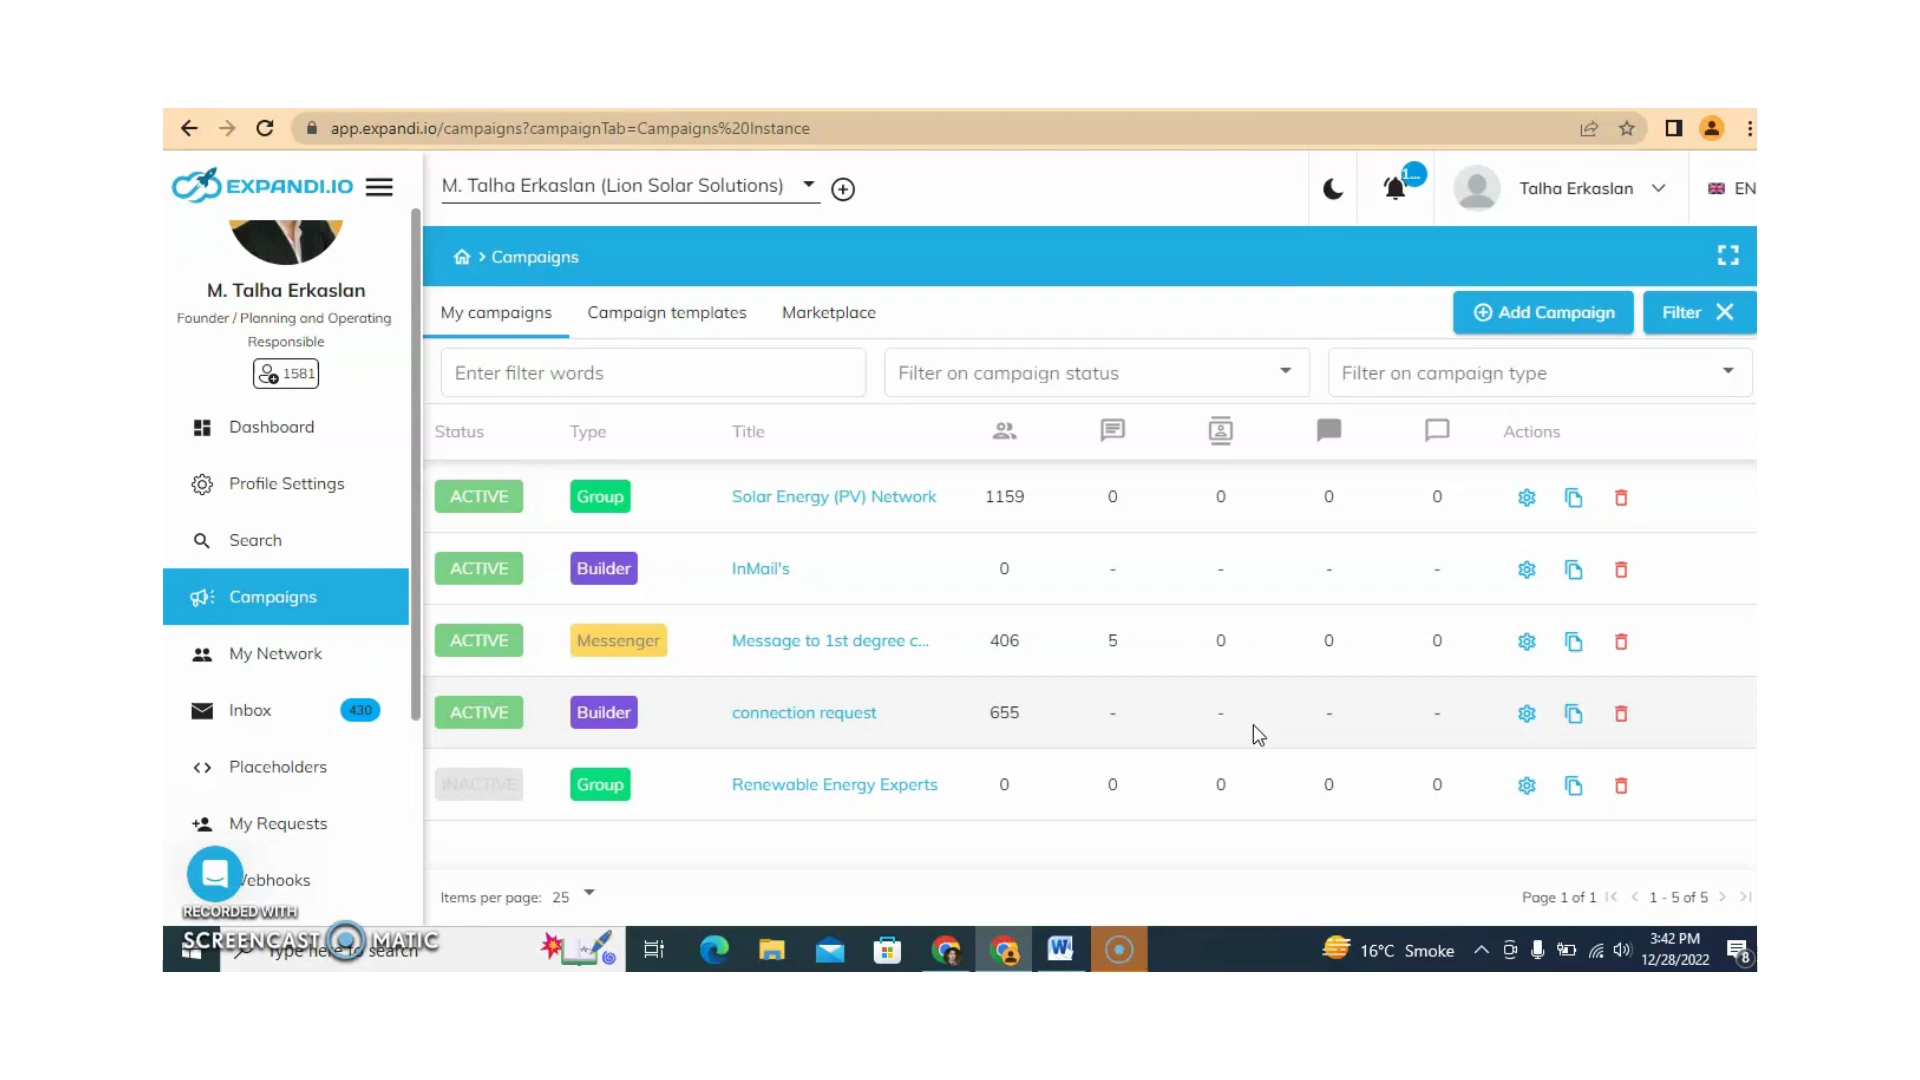 app.expandi.io/campaigns?campaignTab=Campaigns%20Instance
EXPANDI.IO
M. Talha Erkaslan (Lion Solar Solutions)
1...
Talha Erkaslan
EN
M. Talha Erkaslan
Founder / Planning and Operating
Responsible
1581
Dashboard
Profile Settings
Search
Campaigns
My Network
Inbox 430
Placeholders
My Requests
Webhooks
Campaigns
My campaigns Campaign templates Marketplace
Add Campaign Filter
Enter filter words Filter on campaign status Filter on campaign type
Status Type Title Actions
ACTIVE Group Solar Energy (PV) Network 1159 0 0 0 0
ACTIVE Builder InMail's 0 - - - -
ACTIVE Messenger Message to 1st degree c... 406 5 0 0 0
ACTIVE Builder connection request 655 - - - -
INACTIVE Group Renewable Energy Experts 0 0 0 0 0
Items per page: 25 Page 1 of 1 1 - 5 of 5
RECORDED WITH
SCREENCAST MATIC
Type here to search
16°C Smoke
3:42 PM
12/28/2022
8